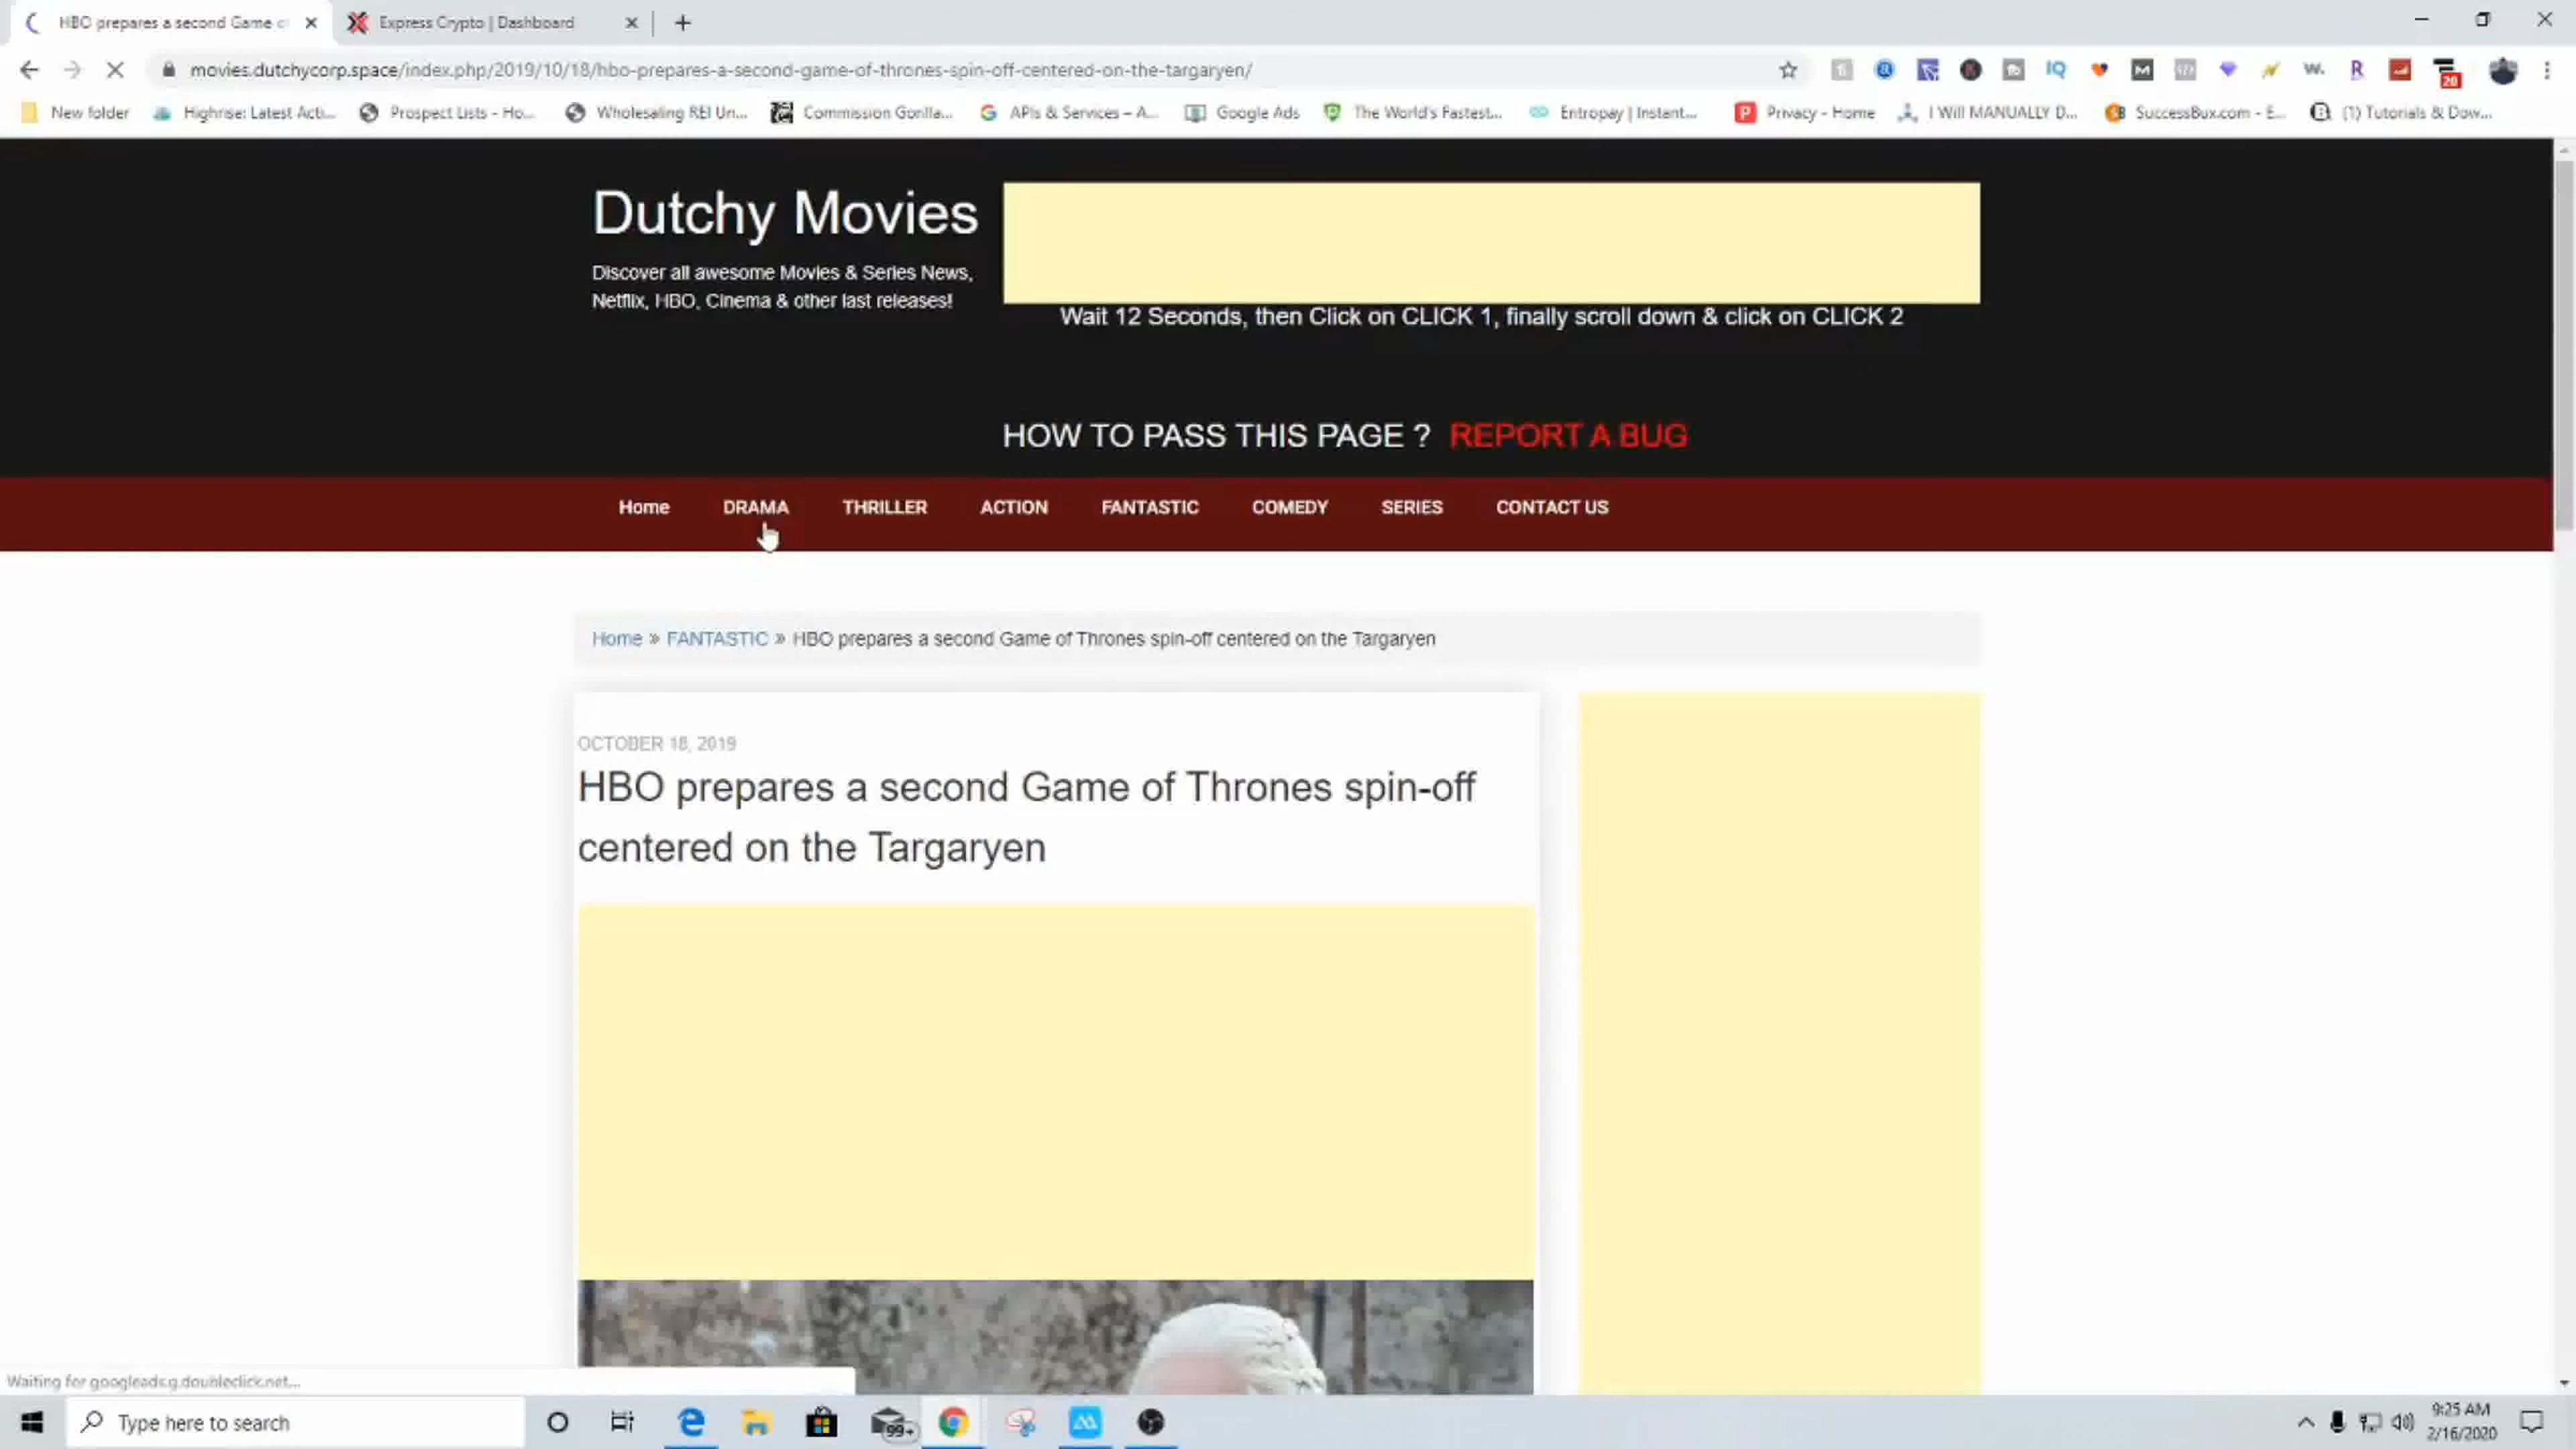 HBO prepares a second Game o
Express Crypto | Dashboard
movies.dutchycorp.space/index.php/2019/10/18/hbo-prepares-a-second-game-of-thrones-spin-off-centered-on-the-targaryen/
New folder
Highrise: Latest Acti...
Prospect Lists - Ho...
Wholesaling REI Un...
Commission Gorilla...
APIs & Services – A...
Google Ads
The World's Fastest...
Entropay | Instant...
Privacy - Home
I Will MANUALLY D...
SuccessBux.com - E...
(1) Tutorials & Dow...
Dutchy Movies
Discover all awesome Movies & Series News,
Netflix, HBO, Cinema & other last releases!
Wait 12 Seconds, then Click on CLICK 1, finally scroll down & click on CLICK 2
HOW TO PASS THIS PAGE ? REPORT A BUG
Home DRAMA THRILLER ACTION FANTASTIC COMEDY SERIES CONTACT US
Home » FANTASTIC » HBO prepares a second Game of Thrones spin-off centered on the Targaryen
OCTOBER 18, 2019
HBO prepares a second Game of Thrones spin-off
centered on the Targaryen
Waiting for googleads.g.doubleclick.net...
Type here to search
99+
9:25 AM
2/16/2020